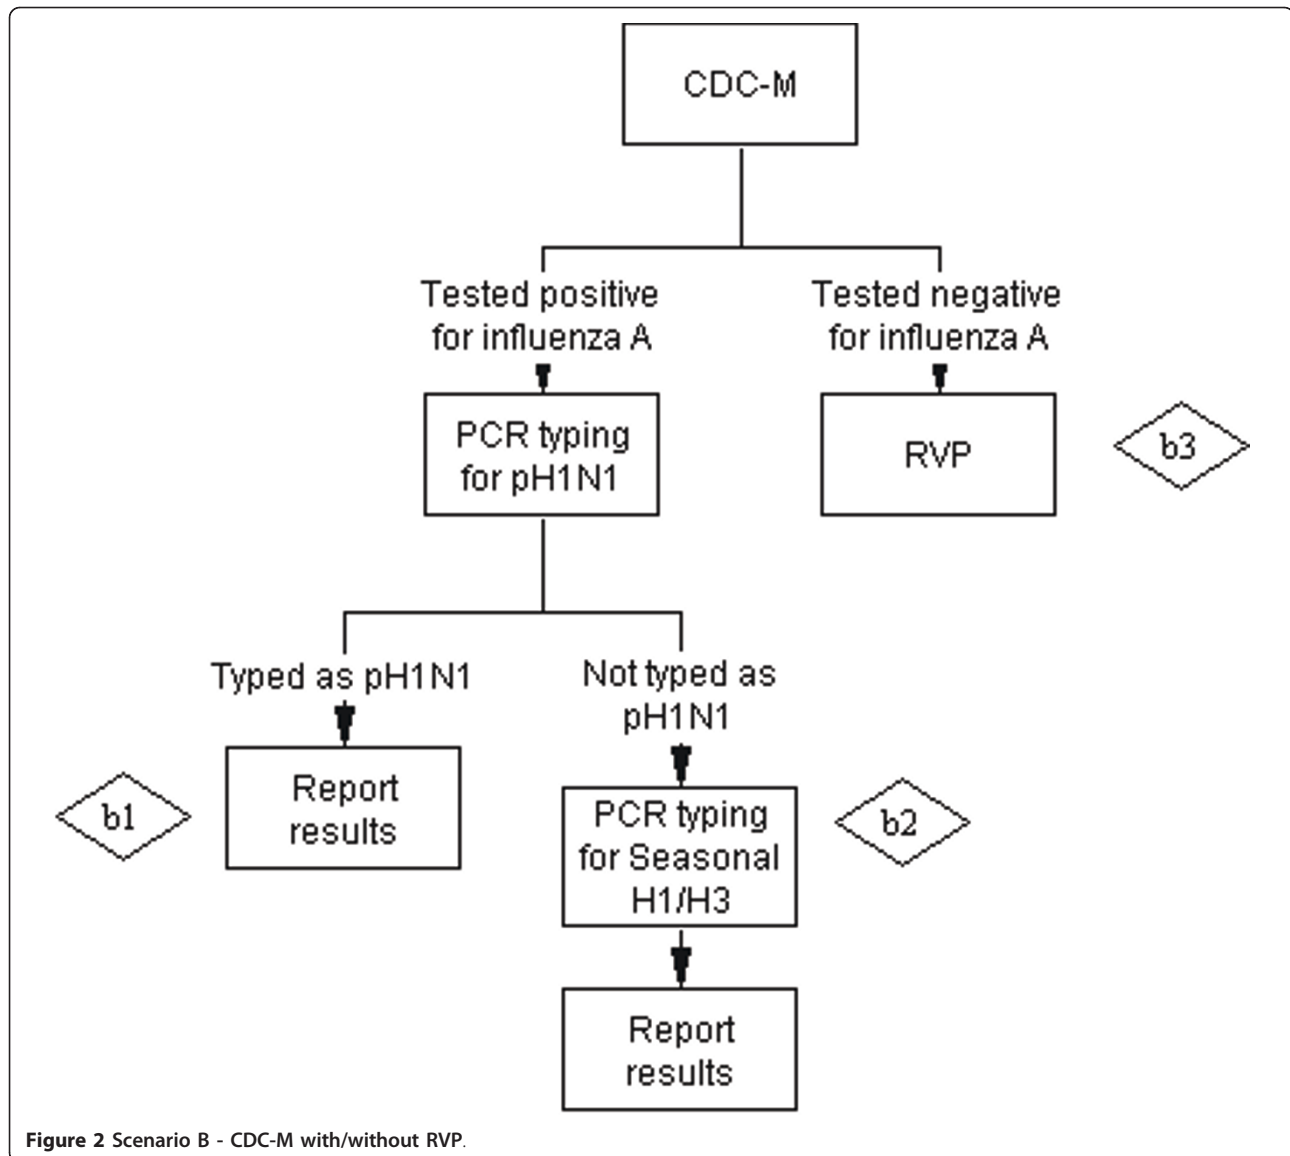 CDC-M
Tested positive
for influenza A
Tested negative
for influenza A
PCR typing
for pH1N1
RVP
b3
Typed as pH1N1
Not typed as
pH1N1
b1
Report
results
PCR typing
for Seasonal
H1/H3
b2
Report
results
Figure 2 Scenario B - CDC-M with/without RVP.